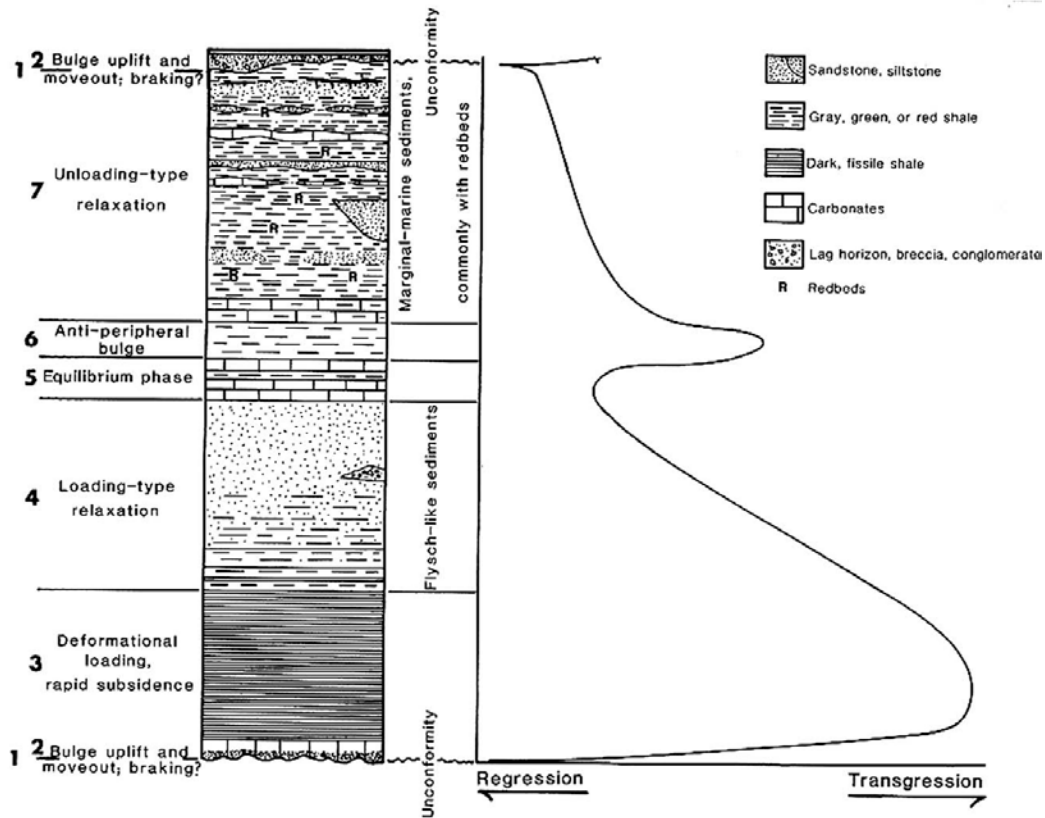 1 2 Bulge uplift and
moveout; braking?
7 Unloading-type
relaxation
6 Anti-peripheral
bulge
5 Equilibrium phase
4 Loading-type
relaxation
3 Deformational
loading,
rapid subsidence
1 2 Bulge uplift and
moveout; braking?
R
R
R
R
R
R
Marginal-marine sediments,
commonly with redbeds
Unconformity
Flysch-like sediments
Unconformity
Regression
Transgression
Sandstone, siltstone
Gray, green, or red shale
Dark, fissile shale
Carbonates
Lag horizon, breccia, conglomerate
R Redbeds